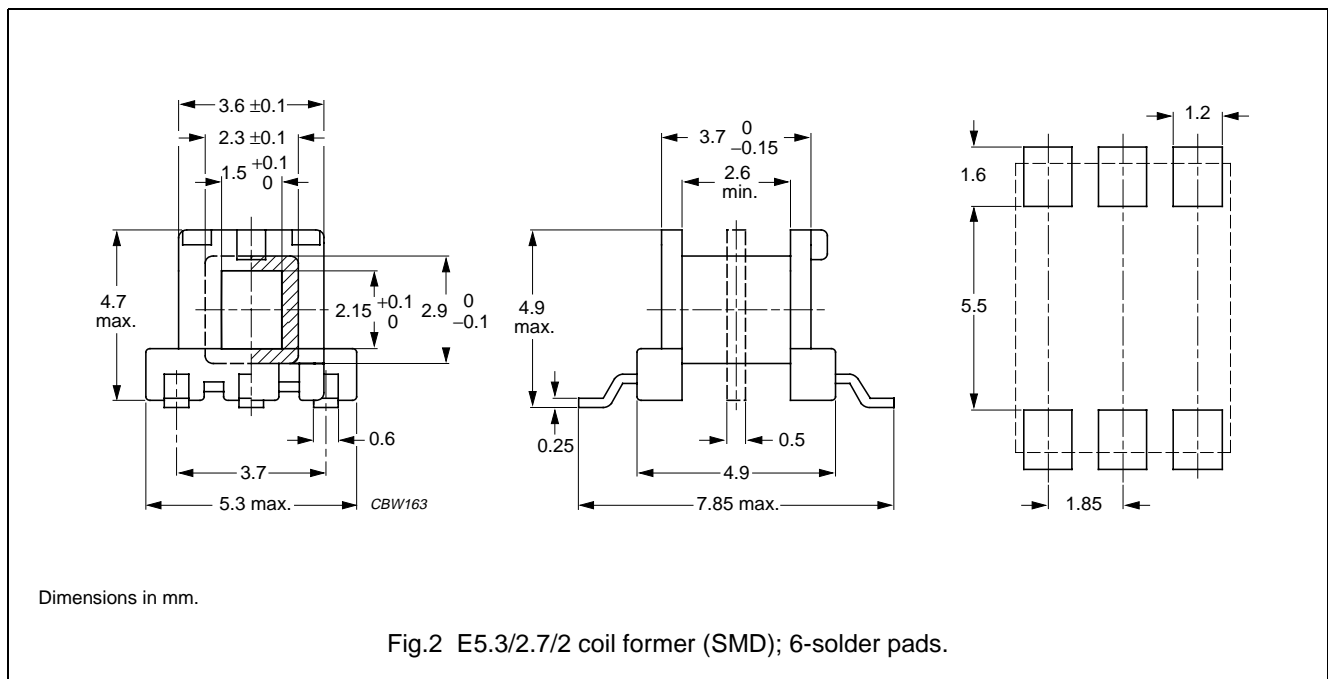 3.6 ±0.1
2.3 ±0.1
1.5 +0.1 0
4.7 max.
2.15 +0.1 0
2.9 0 −0.1
0.6
3.7
5.3 max.
CBW163
3.7 0 −0.15
2.6 min.
4.9 max.
0.25
0.5
4.9
7.85 max.
1.2
1.6
5.5
1.85
Dimensions in mm.
Fig.2 E5.3/2.7/2 coil former (SMD); 6-solder pads.